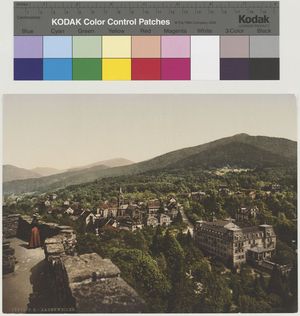 KODAK Color Control Patches
Kodak
Blue Cyan Green Yellow Red Magenta White 3/Color Black